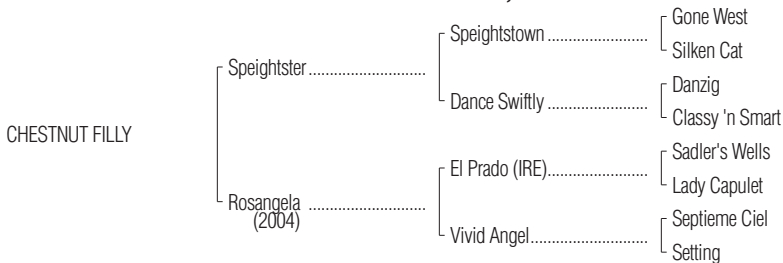 Gone West
Speightstown ........................
Silken Cat
Speightster............................
Danzig
Dance Swiftly ........................
Classy 'n Smart
CHESTNUT FILLY
Sadler's Wells
El Prado (IRE)........................
Lady Capulet
Rosangela ............................
(2004)
Septieme Ciel
Vivid Angel............................
Setting